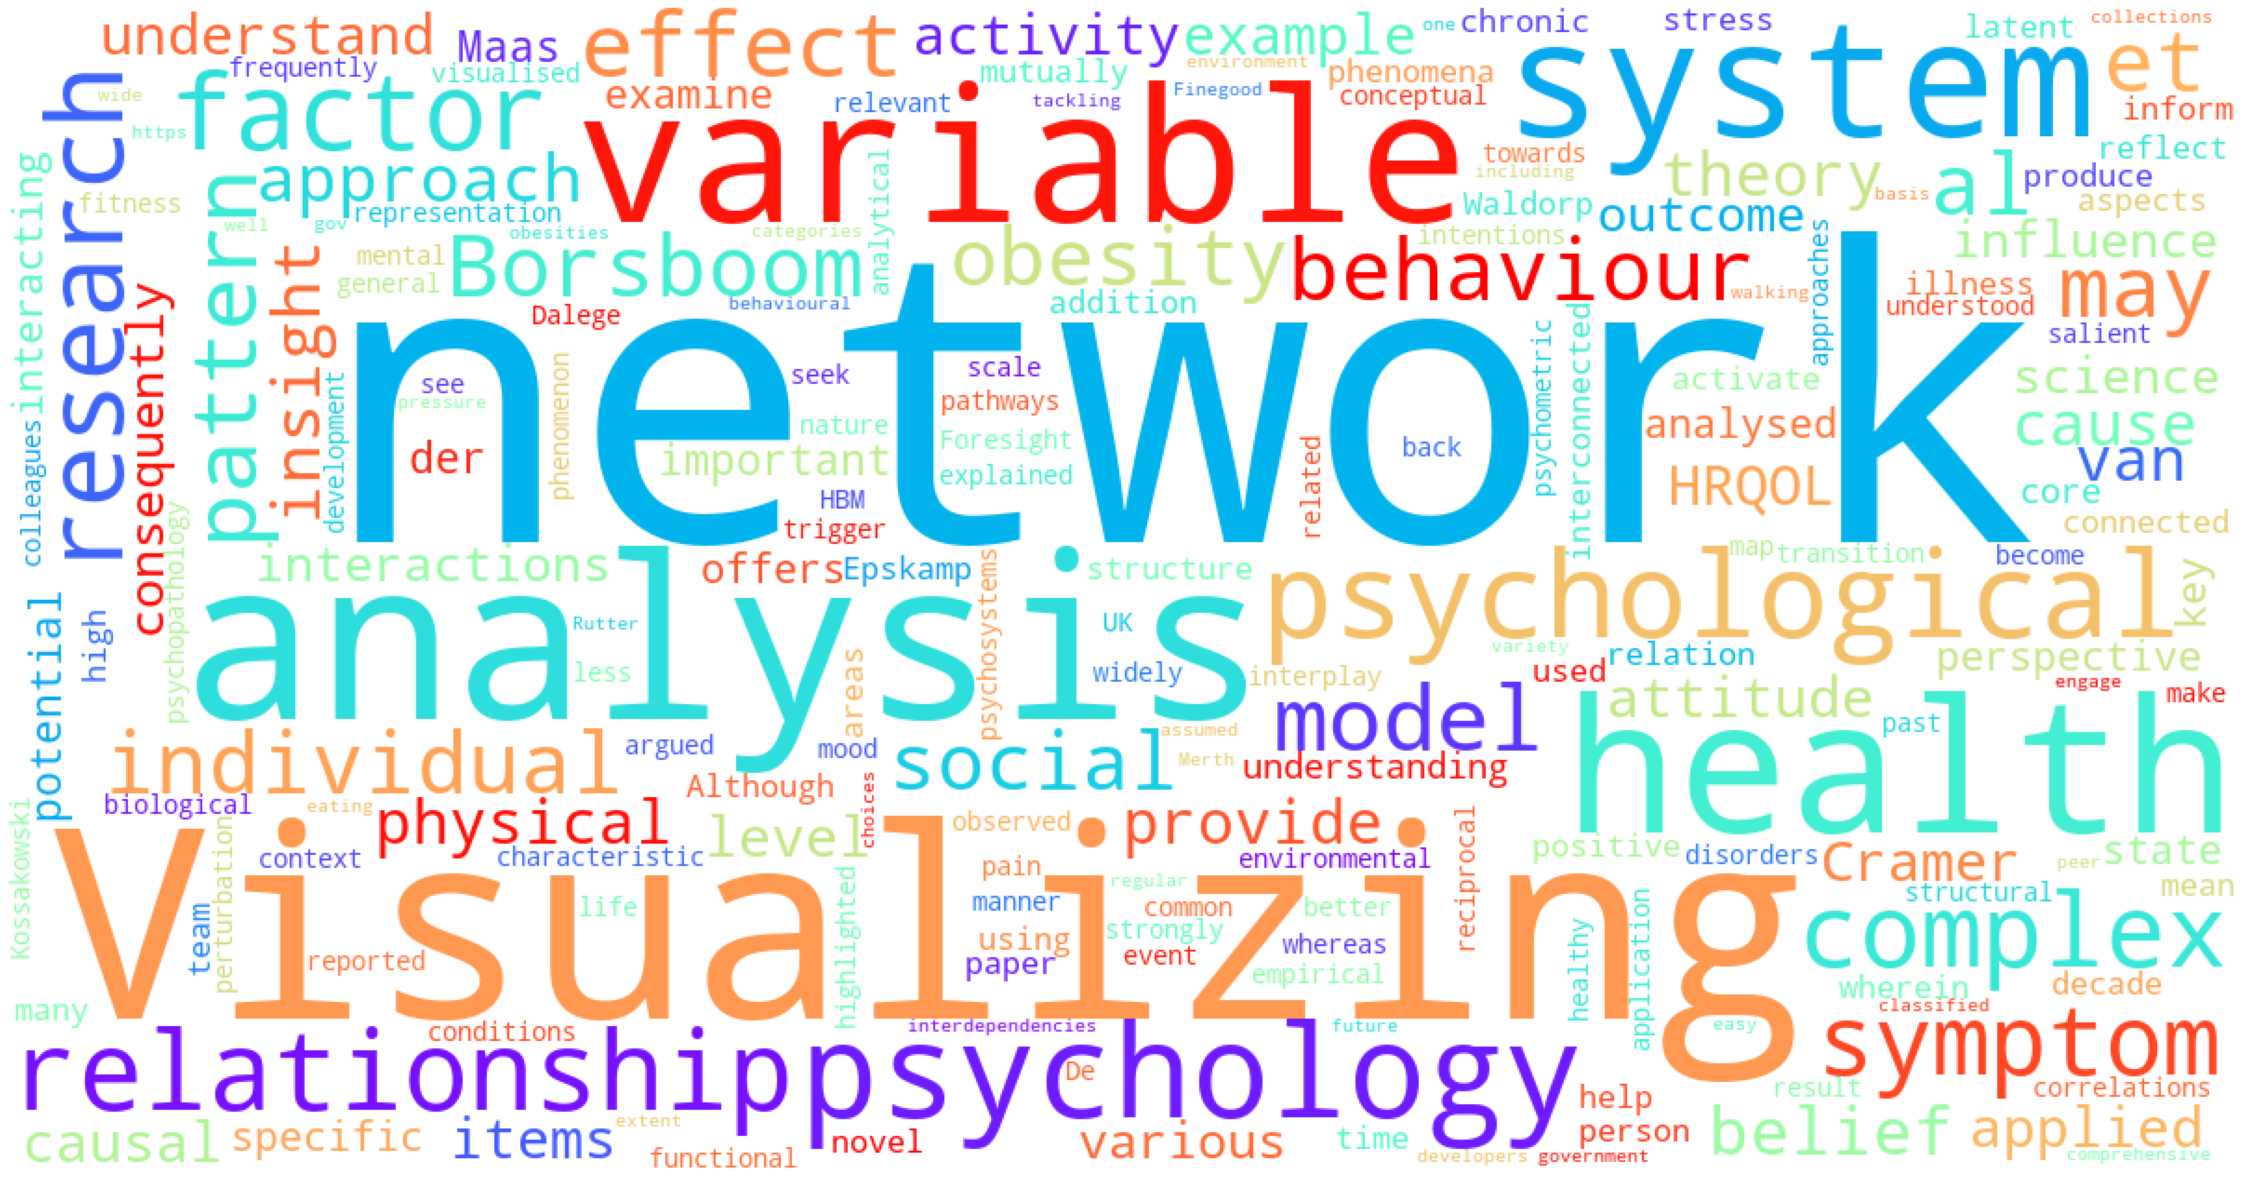 understand
Maas
effect
activity
example
one
chronic
stress
latent
collections
frequently
visualised
mutually
environment
phenomena
system
et
wide
factor
examine
relevant
tackling
Finegood
conceptual
inform
https
research
variable
towards
reflect
interacting
approach
analytical
including
theory
basis
al
produce
fitness
pattern
representation
Waldorp
outcome
aspects
well
gov
obesities
categories
intentions
approaches
influence
mental
insight
general
Borsboom
obesity
behaviour
walking
illness
may
consequently
Dalege
behavioural
addition
understood
salient
network
see
seek
scale
psychometric
interconnected
activate
science
pressure
development
phenomenon
pathways
nature
Foresight
analysed
cause
colleagues
der
important
explained
back
related
HRQOL
van
HBM
core
psychopathology
trigger
connected
interactions
offers
Epskamp
psychosystems
structure
map
transition
become
potential
high
analysis
Rutter
UK
psychological
key
less
areas
widely
variety
interplay
used
relation
perspective
engage
make
individual
argued
mood
social
assumed
Merth
model
attitude
past
health
understanding
Although
biological
eating
choices
Kossakowski
physical
level
observed
provide
reciprocal
perturbation
context
characteristic
pain
environmental
positive
disorders
Cramer
peer
state
Visualizing
life
highlighted
regular
manner
common
better
structural
mean
team
strongly
using
event
whereas
healthy
application
complex
reported
paper
empirical
wherein
decade
many
conditions
interdependencies
future
easy
classified
relationship
psychology
symptom
De
result
correlations
help
causal
specific
items
extent
novel
various
time
person
belief
applied
functional
developers
government
comprehensive